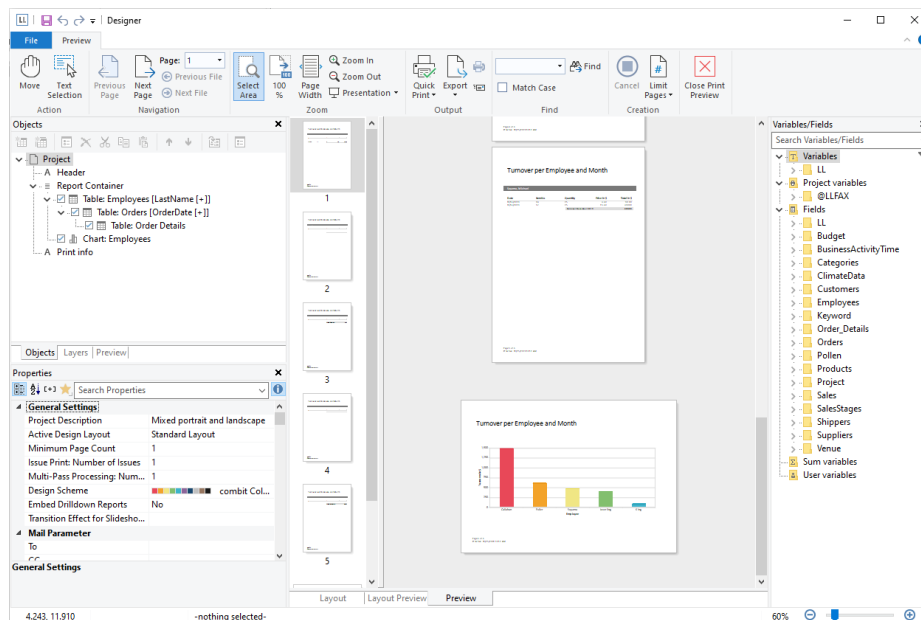 LL Designer
File Preview
Move
Text Selection
Action
Previous Page
Next Page
Page: 1
Previous File
Next File
Navigation
Select Area
100 %
Page Width
Zoom In
Zoom Out
Presentation
Zoom
Quick Print
Export
Output
Find
Match Case
Find
Cancel
Limit Pages
Creation
Close Print Preview
Objects
Project
Header
Report Container
Table: Employees [LastName [+]]
Table: Orders [OrderDate [+]]
Table: Order Details
Chart: Employees
Print info
Objects Layers Preview
Properties
Search Properties
General Settings
Project Description Mixed portrait and landscape
Active Design Layout Standard Layout
Minimum Page Count 1
Issue Print: Number of Issues 1
Multi-Pass Processing: Num... 1
Design Scheme combit Col...
Embed Drilldown Reports No
Transition Effect for Slidesho...
Mail Parameter
To
CC
General Settings
1
2
3
4
5
Turnover per Employee and Month
Turnover per Employee and Month
Layout Layout Preview Preview
Variables/Fields
Search Variables/Fields
Variables
LL
Project variables
@LLFAX
Fields
LL
Budget
BusinessActivityTime
Categories
ClimateData
Customers
Employees
Keyword
Order_Details
Orders
Pollen
Products
Project
Sales
SalesStages
Shippers
Suppliers
Venue
Sum variables
User variables
4.243, 11.910 -nothing selected- 60%